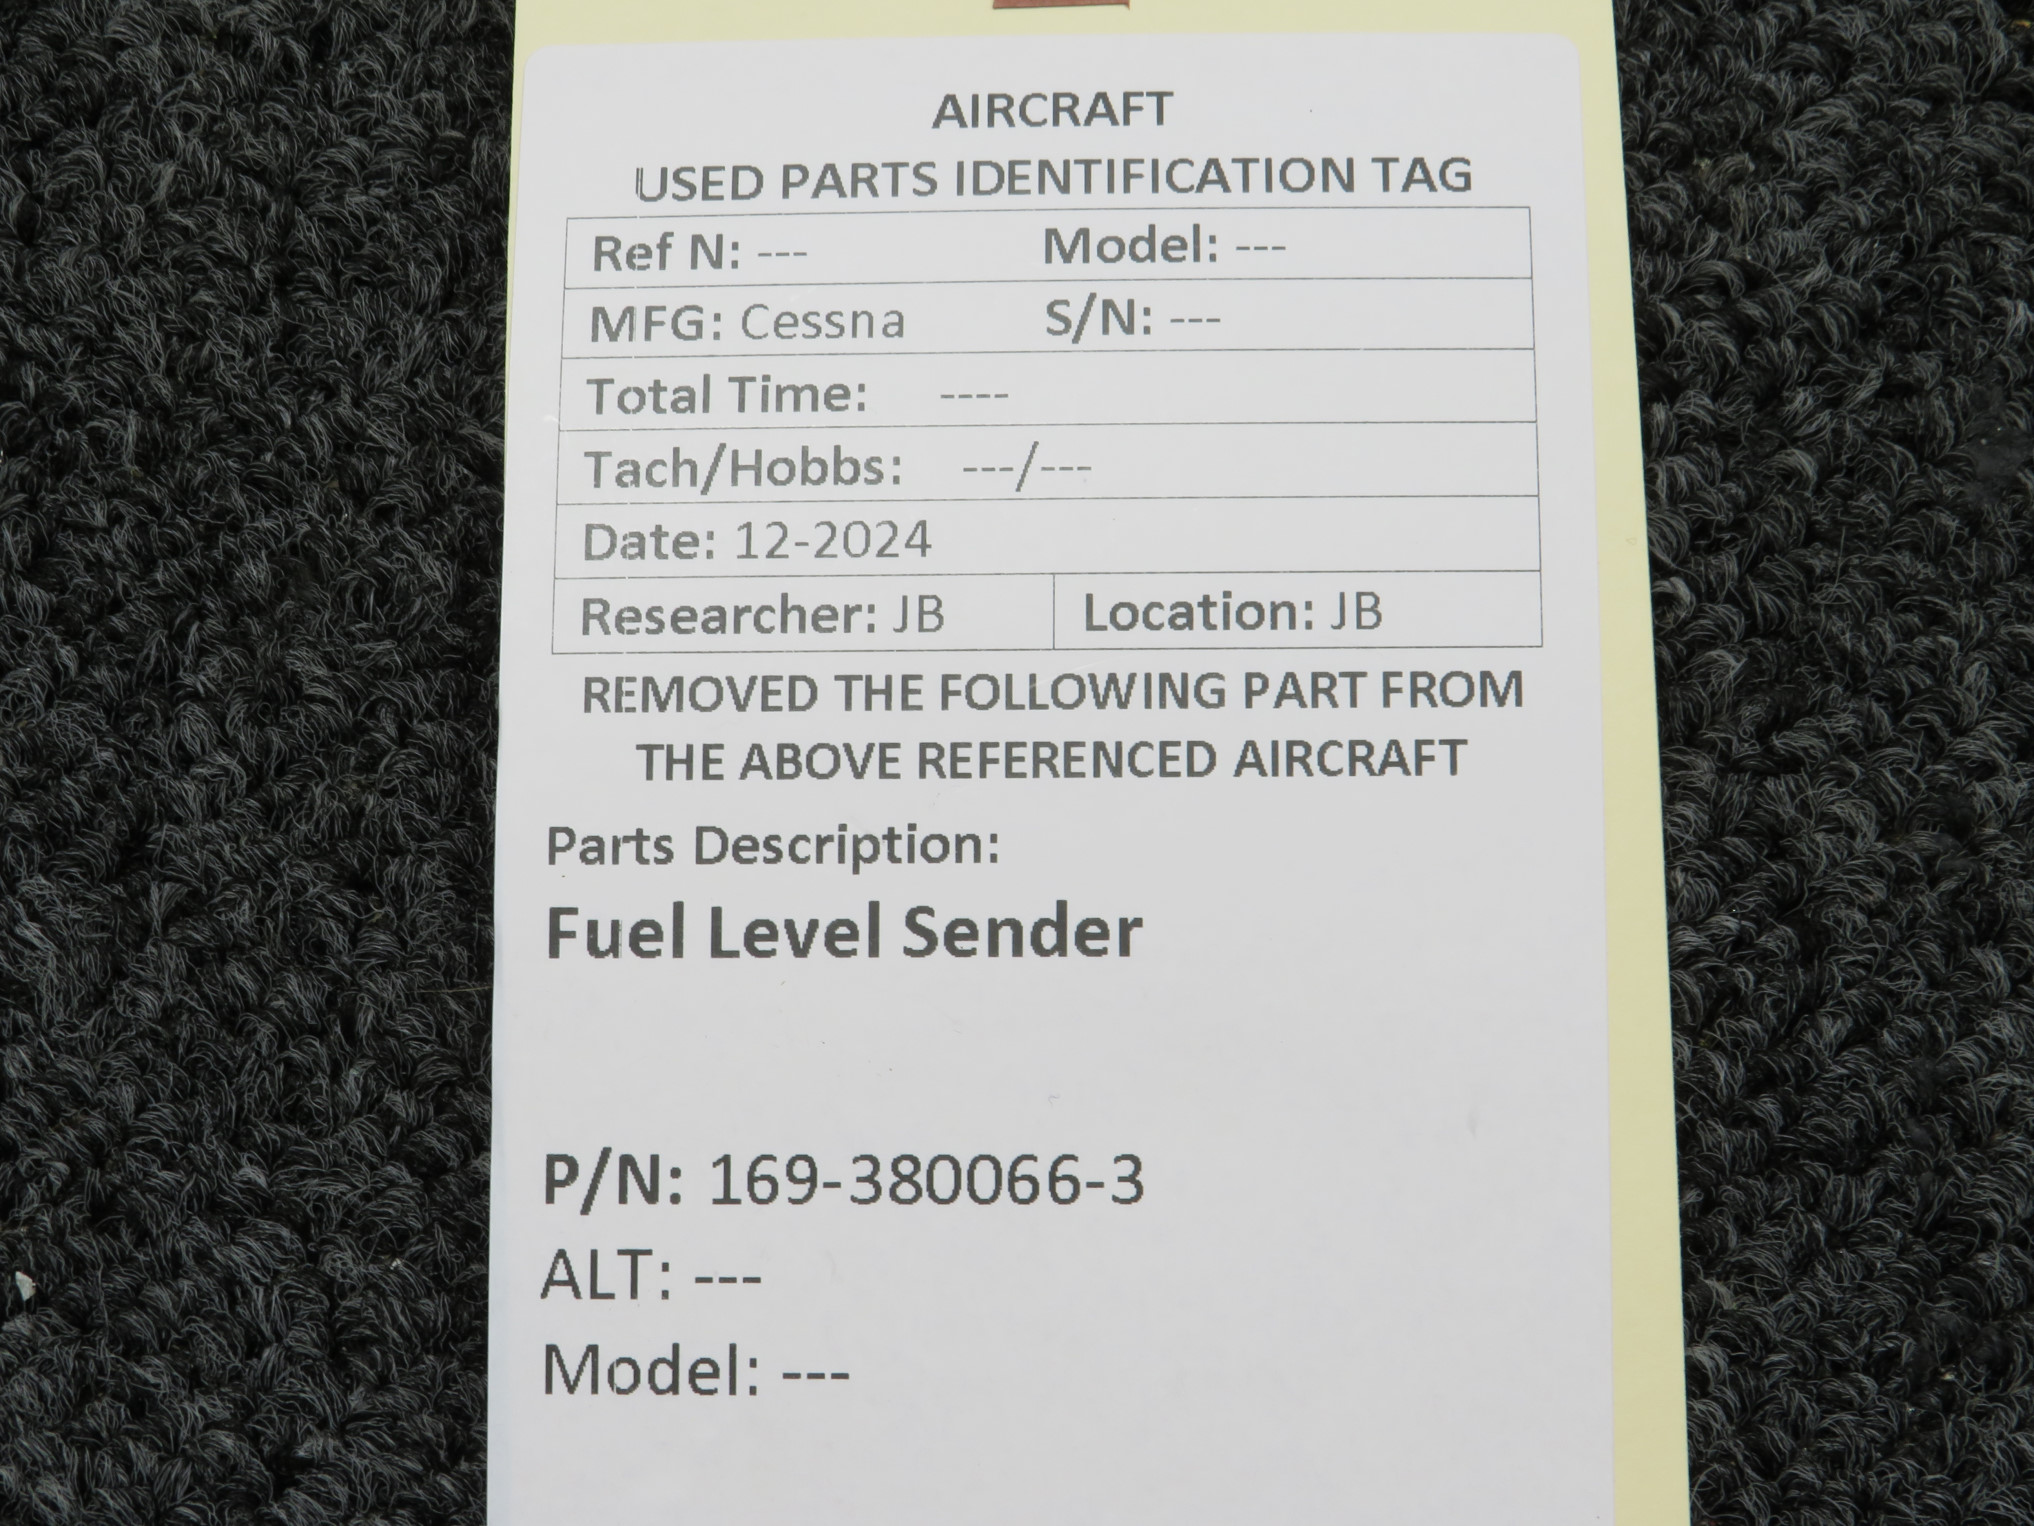 AIRCRAFT
USED PARTS IDENTIFICATION TAG
Ref N: --- Model: ---
MFG: Cessna S/N: ---
Total Time: ----
Tach/Hobbs: ---/---
Date: 12-2024
Researcher: JB Location: JB
REMOVED THE FOLLOWING PART FROM
THE ABOVE REFERENCED AIRCRAFT
Parts Description:
Fuel Level Sender
P/N: 169-380066-3
ALT: ---
Model: ---